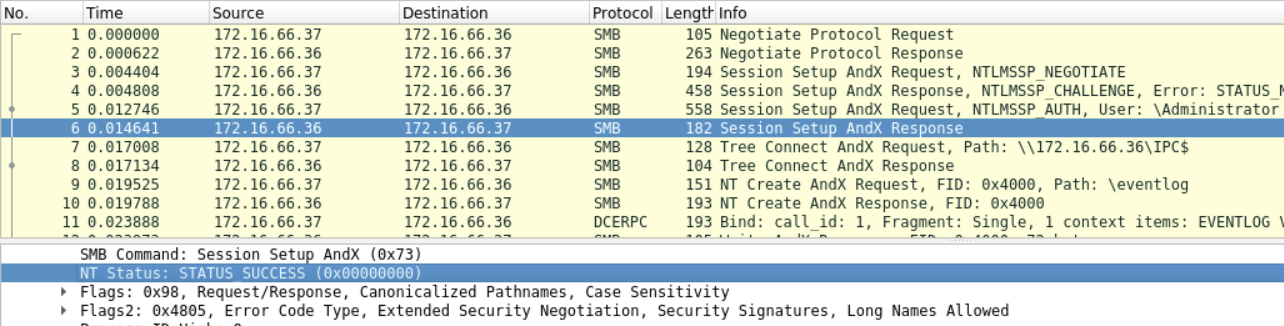 No. Time Source Destination Protocol Length Info
1 0.000000 172.16.66.37 172.16.66.36 SMB 105 Negotiate Protocol Request
2 0.000622 172.16.66.36 172.16.66.37 SMB 263 Negotiate Protocol Response
3 0.004404 172.16.66.37 172.16.66.36 SMB 194 Session Setup AndX Request, NTLMSSP_NEGOTIATE
4 0.004808 172.16.66.36 172.16.66.37 SMB 458 Session Setup AndX Response, NTLMSSP_CHALLENGE, Error: STATUS_M
5 0.012746 172.16.66.37 172.16.66.36 SMB 558 Session Setup AndX Request, NTLMSSP_AUTH, User: \Administrator
6 0.014641 172.16.66.36 172.16.66.37 SMB 182 Session Setup AndX Response
7 0.017008 172.16.66.37 172.16.66.36 SMB 128 Tree Connect AndX Request, Path: \\172.16.66.36\IPC$
8 0.017134 172.16.66.36 172.16.66.37 SMB 104 Tree Connect AndX Response
9 0.019525 172.16.66.37 172.16.66.36 SMB 151 NT Create AndX Request, FID: 0x4000, Path: \eventlog
10 0.019788 172.16.66.36 172.16.66.37 SMB 193 NT Create AndX Response, FID: 0x4000
11 0.023888 172.16.66.37 172.16.66.36 DCERPC 193 Bind: call_id: 1, Fragment: Single, 1 context items: EVENTLOG V
SMB Command: Session Setup AndX (0x73)
NT Status: STATUS_SUCCESS (0x00000000)
Flags: 0x98, Request/Response, Canonicalized Pathnames, Case Sensitivity
Flags2: 0x4805, Error Code Type, Extended Security Negotiation, Security Signatures, Long Names Allowed